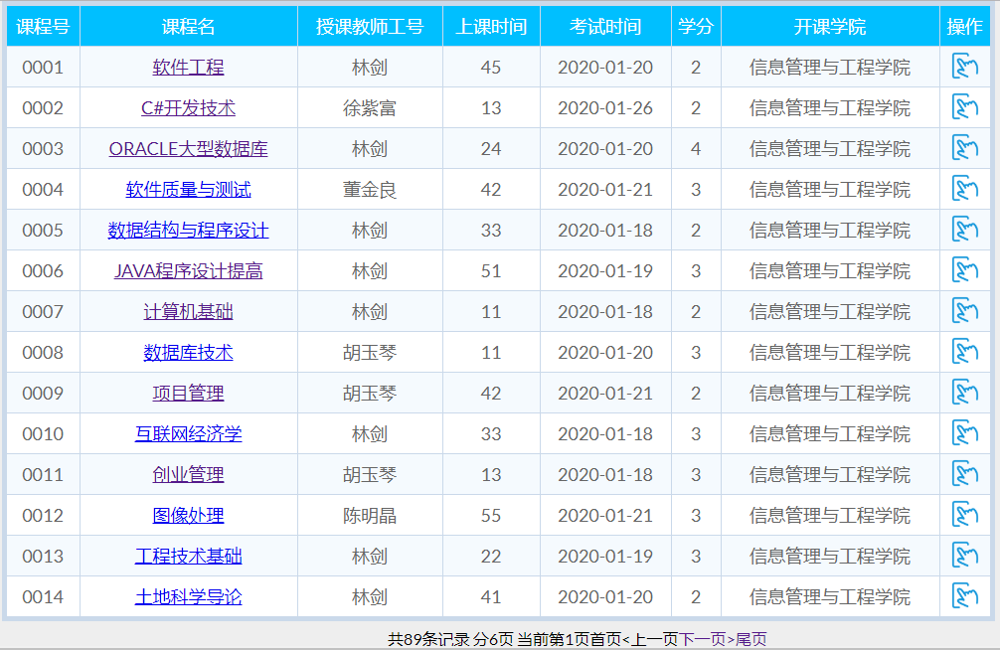 课程号 课程名 授课教师工号 上课时间 考试时间 学分 开课学院 操作
0001 软件工程 林剑 45 2020-01-20 2 信息管理与工程学院
0002 C#开发技术 徐紫富 13 2020-01-26 2 信息管理与工程学院
0003 ORACLE大型数据库 林剑 24 2020-01-20 4 信息管理与工程学院
0004 软件质量与测试 董金良 42 2020-01-21 3 信息管理与工程学院
0005 数据结构与程序设计 林剑 33 2020-01-18 2 信息管理与工程学院
0006 JAVA程序设计提高 林剑 51 2020-01-19 3 信息管理与工程学院
0007 计算机基础 林剑 11 2020-01-18 2 信息管理与工程学院
0008 数据库技术 胡玉琴 11 2020-01-20 3 信息管理与工程学院
0009 项目管理 胡玉琴 42 2020-01-21 2 信息管理与工程学院
0010 互联网经济学 林剑 33 2020-01-18 3 信息管理与工程学院
0011 创业管理 胡玉琴 13 2020-01-18 3 信息管理与工程学院
0012 图像处理 陈明晶 55 2020-01-21 3 信息管理与工程学院
0013 工程技术基础 林剑 22 2020-01-19 3 信息管理与工程学院
0014 土地科学导论 林剑 41 2020-01-20 2 信息管理与工程学院
共89条记录 分6页 当前第1页首页<上一页下一页>尾页